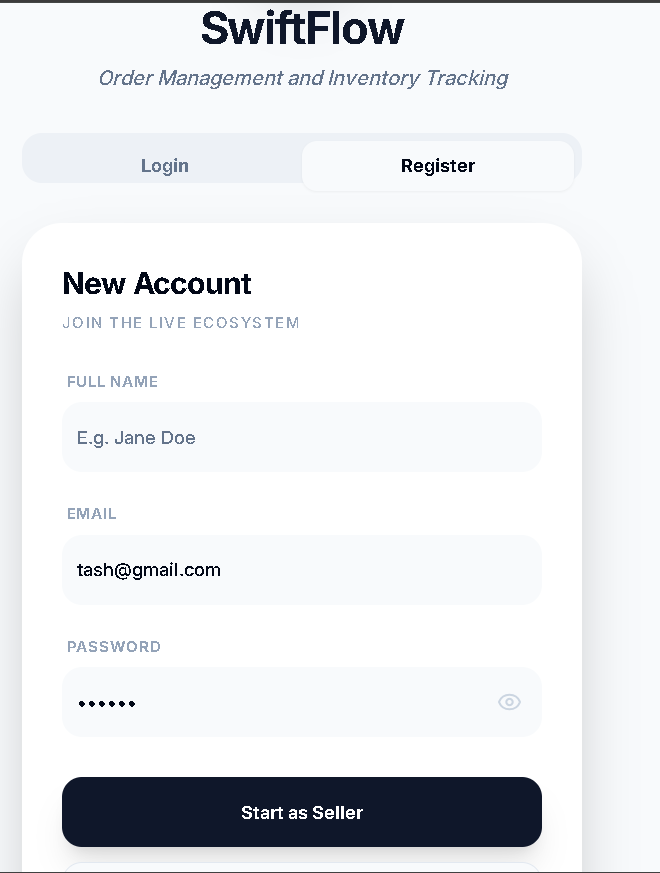 SwiftFlow
Order Management and Inventory Tracking
Login
Register
New Account
JOIN THE LIVE ECOSYSTEM
FULL NAME
E.g. Jane Doe
EMAIL
tash@gmail.com
PASSWORD
••••••
Start as Seller